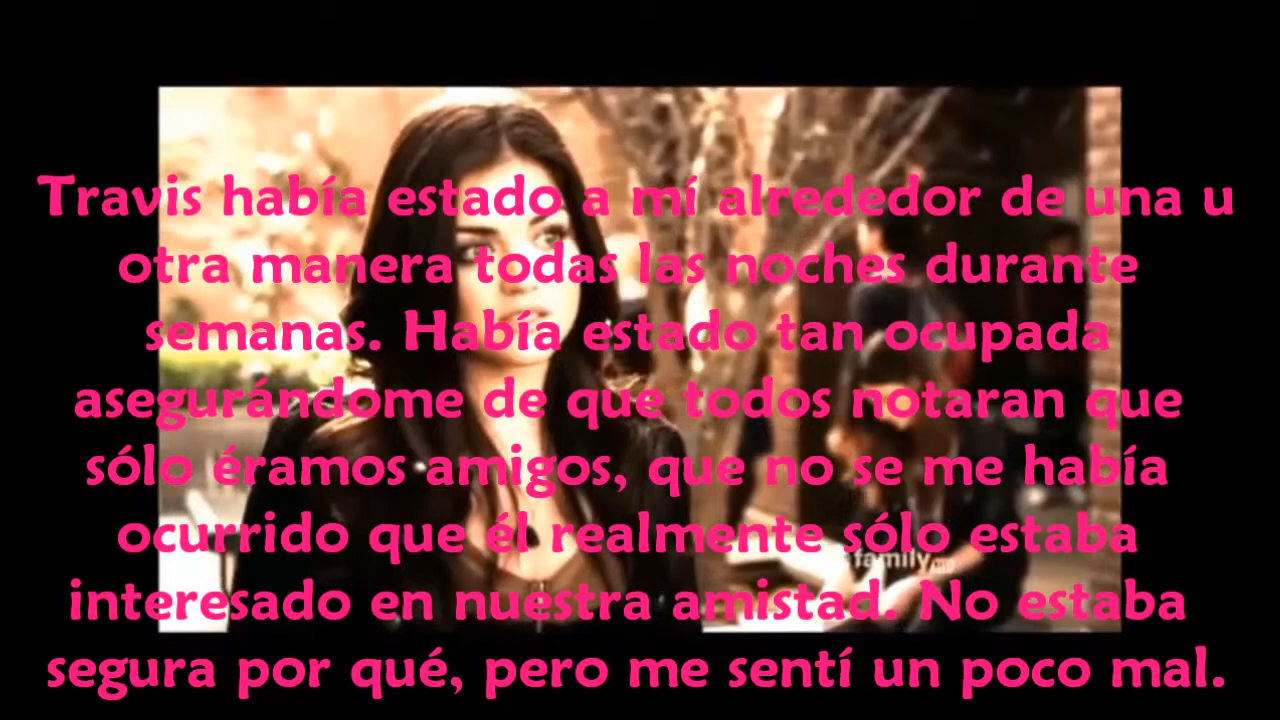 Travis había estado a mí alrededor de una u
otra manera todas las noches durante
semanas. Había estado tan ocupada
asegurándome de que todos notaran que
sólo éramos amigos, que no se me había
ocurrido que él realmente sólo estaba
family
interesado en nuestra amistad. No estaba
segura por qué, pero me sentí un poco mal.